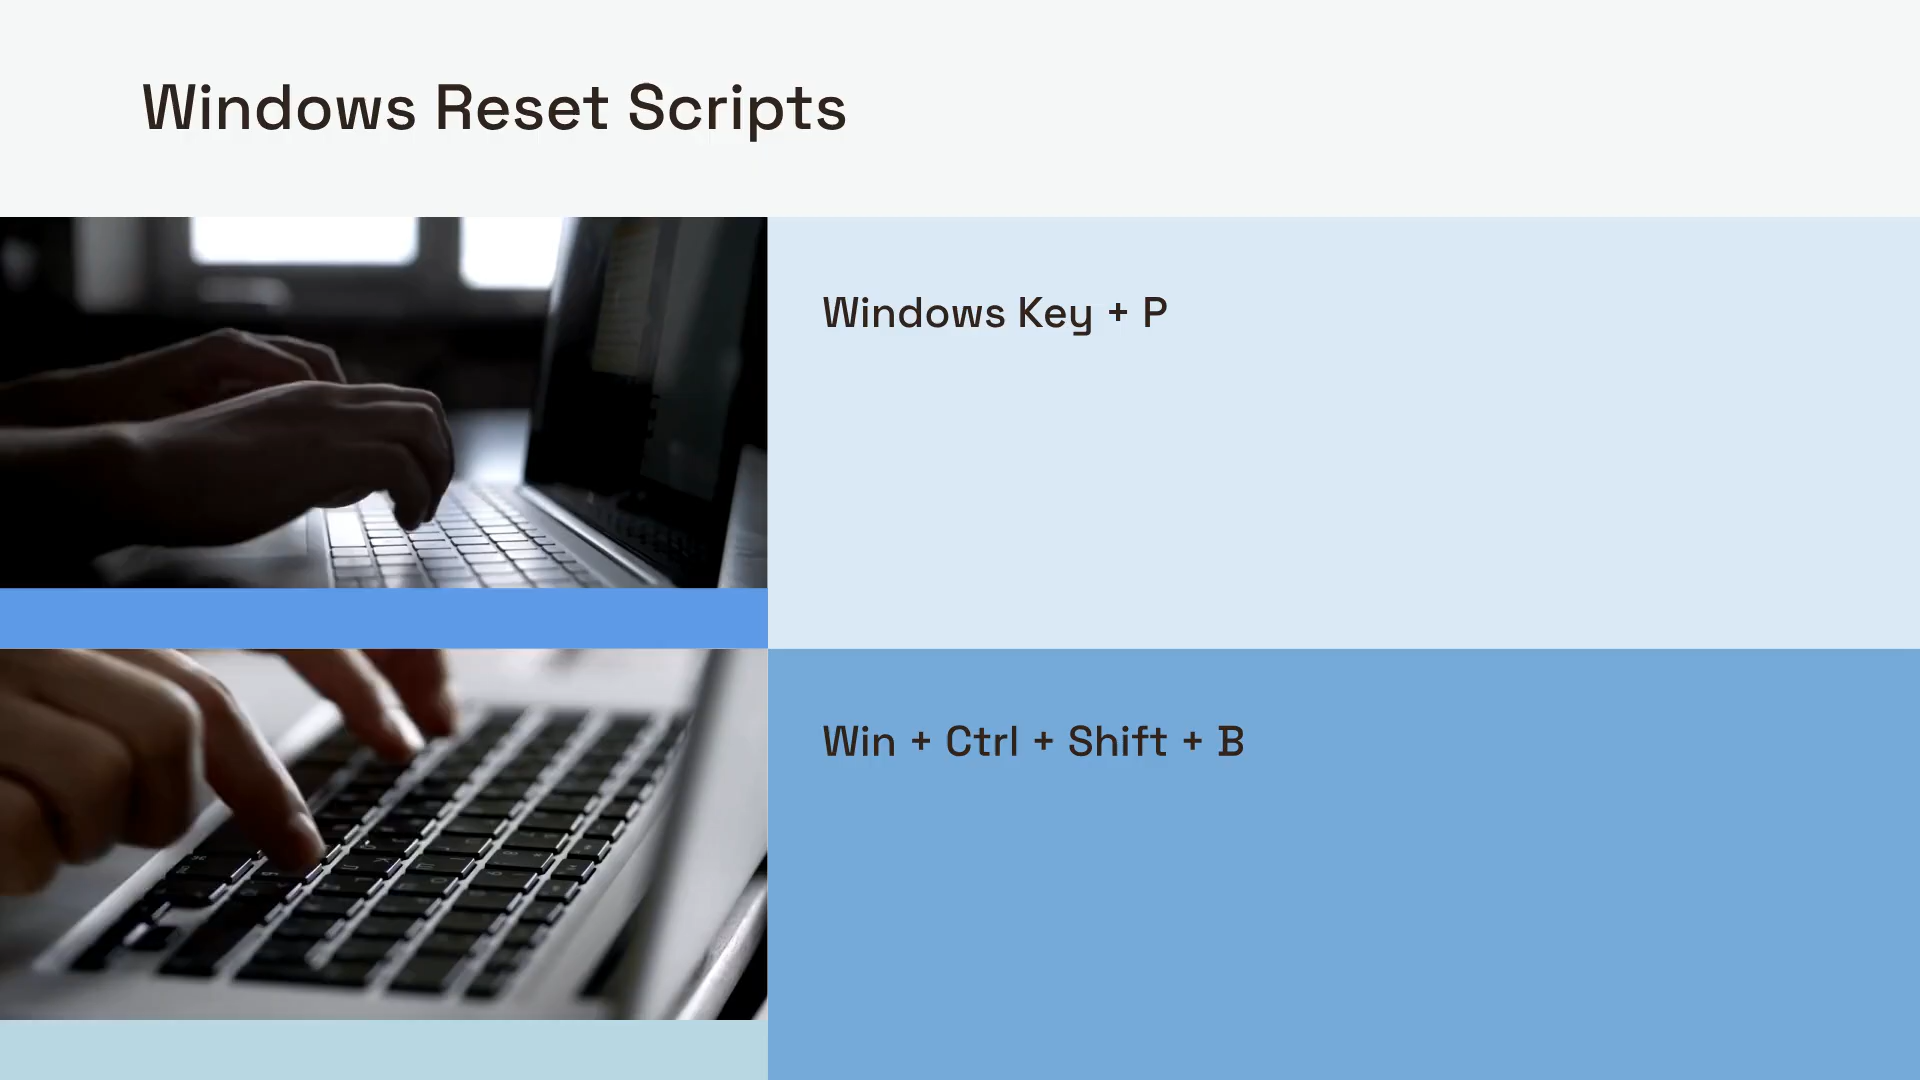 Windows Reset Scripts
Windows Key + P
Win + Ctrl + Shift + B